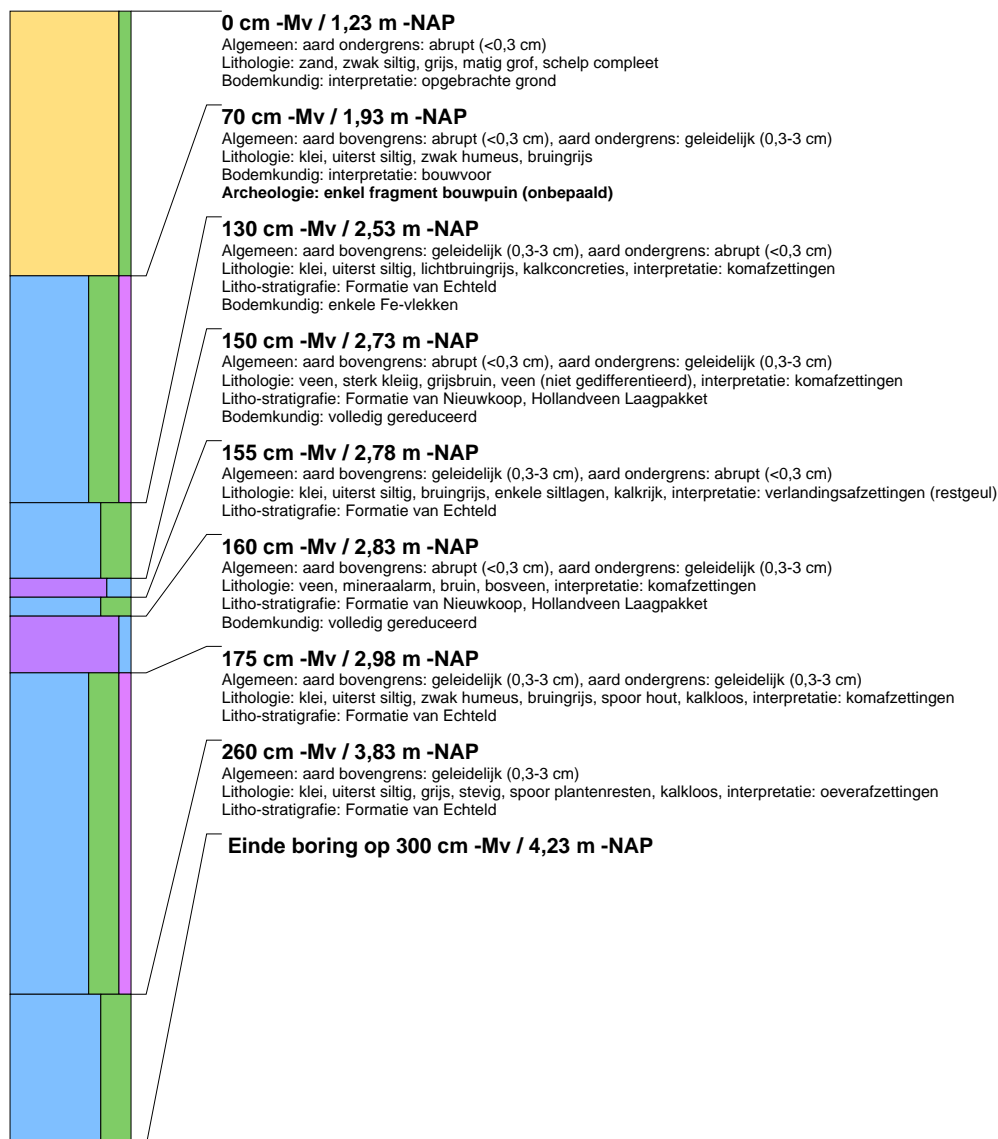 0 cm -Mv / 1,23 m -NAP
Algemeen: aard ondergrens: abrupt (<0,3 cm)
Lithologie: zand, zwak siltig, grijs, matig grof, schelp compleet
Bodemkundig: interpretatie: opgebrachte grond
70 cm -Mv / 1,93 m -NAP
Algemeen: aard bovengrens: abrupt (<0,3 cm), aard ondergrens: geleidelijk (0,3-3 cm)
Lithologie: klei, uiterst siltig, zwak humeus, bruingrijs
Bodemkundig: interpretatie: bouwvoor
Archeologie: enkel fragment bouwpuin (onbepaald)
130 cm -Mv / 2,53 m -NAP
Algemeen: aard bovengrens: geleidelijk (0,3-3 cm), aard ondergrens: abrupt (<0,3 cm)
Lithologie: klei, uiterst siltig, lichtbruingrijs, kalkconcreties, interpretatie: komafzettingen
Litho-stratigrafie: Formatie van Echteld
Bodemkundig: enkele Fe-vlekken
150 cm -Mv / 2,73 m -NAP
Algemeen: aard bovengrens: abrupt (<0,3 cm), aard ondergrens: geleidelijk (0,3-3 cm)
Lithologie: veen, sterk kleiig, grijsbruin, veen (niet gedifferentieerd), interpretatie: komafzettingen
Litho-stratigrafie: Formatie van Nieuwkoop, Hollandveen Laagpakket
Bodemkundig: volledig gereduceerd
155 cm -Mv / 2,78 m -NAP
Algemeen: aard bovengrens: geleidelijk (0,3-3 cm), aard ondergrens: abrupt (<0,3 cm)
Lithologie: klei, uiterst siltig, bruingrijs, enkele siltlagen, kalkrijk, interpretatie: verlandingsafzettingen (restgeul)
Litho-stratigrafie: Formatie van Echteld
160 cm -Mv / 2,83 m -NAP
Algemeen: aard bovengrens: abrupt (<0,3 cm), aard ondergrens: geleidelijk (0,3-3 cm)
Lithologie: veen, mineraalarm, bruin, bosveen, interpretatie: komafzettingen
Litho-stratigrafie: Formatie van Nieuwkoop, Hollandveen Laagpakket
Bodemkundig: volledig gereduceerd
175 cm -Mv / 2,98 m -NAP
Algemeen: aard bovengrens: geleidelijk (0,3-3 cm), aard ondergrens: geleidelijk (0,3-3 cm)
Lithologie: klei, uiterst siltig, zwak humeus, bruingrijs, spoor hout, kalkloos, interpretatie: komafzettingen
Litho-stratigrafie: Formatie van Echteld
260 cm -Mv / 3,83 m -NAP
Algemeen: aard bovengrens: geleidelijk (0,3-3 cm)
Lithologie: klei, uiterst siltig, grijs, stevig, spoor plantenresten, kalkloos, interpretatie: oeverafzettingen
Litho-stratigrafie: Formatie van Echteld
Einde boring op 300 cm -Mv / 4,23 m -NAP